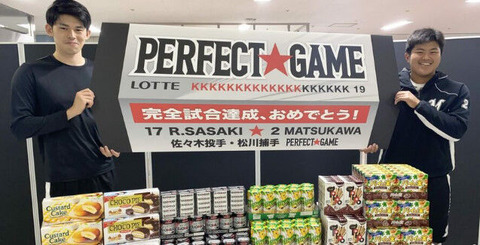 PERFECT★GAME
LOTTE KKKKKKKKKKKKKKKKKKK 19
完全試合達成、おめでとう！
17 R.SASAKI ★ 2 MATSUKAWA
佐々木投手・松川捕手 PERFECT★GAME
Custard Cake
CHOCO PIE
Custard Cake
CHOCO PIE